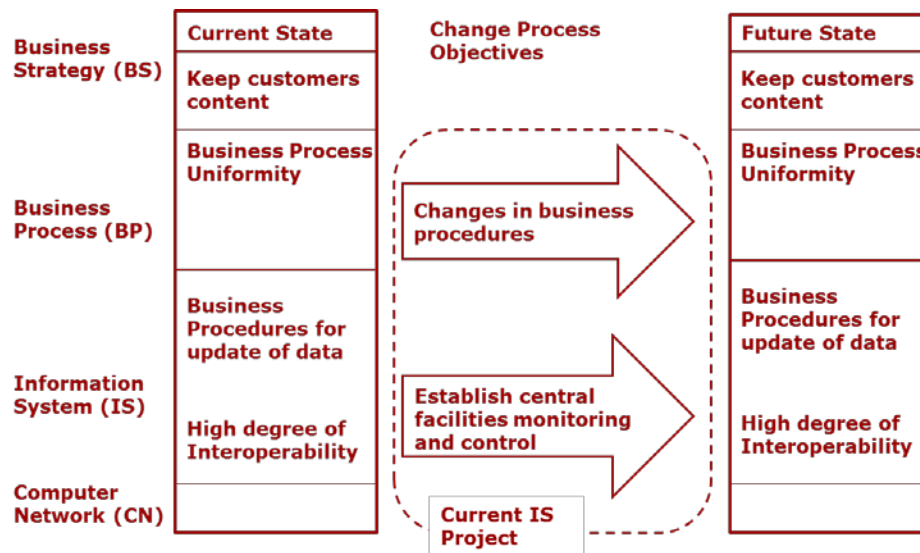 Business
Strategy (BS)
Business
Process (BP)
Information
System (IS)
Computer
Network (CN)
Current State
Keep customers
content
Business Process
Uniformity
Business
Procedures for
update of data
High degree of
Interoperability
Change Process
Objectives
Changes in business
procedures
Establish central
facilities monitoring
and control
Current IS
Project
Future State
Keep customers
content
Business Process
Uniformity
Business
Procedures for
update of data
High degree of
Interoperability